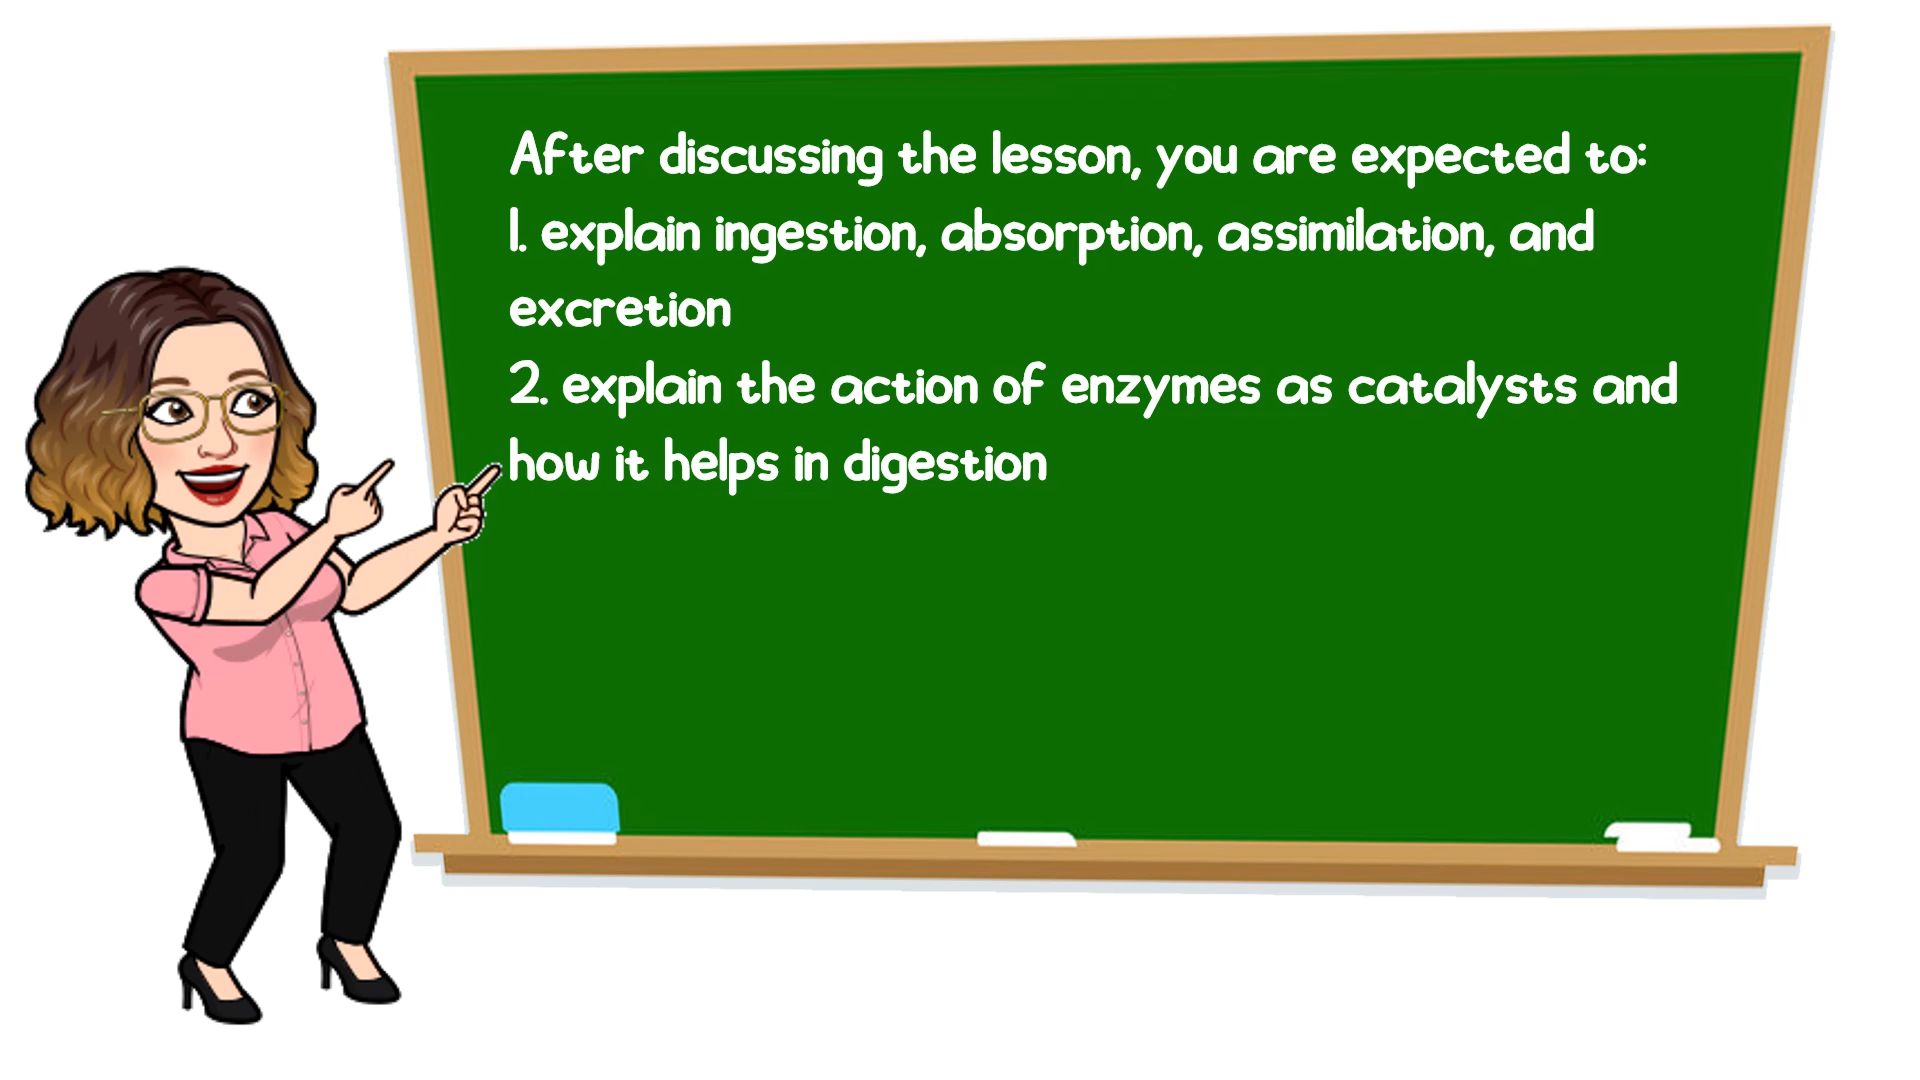 After discussing the lesson, you are expected to:
1. explain ingestion, absorption, assimilation, and
excretion
2. explain the action of enzymes as catalysts and
how it helps in digestion